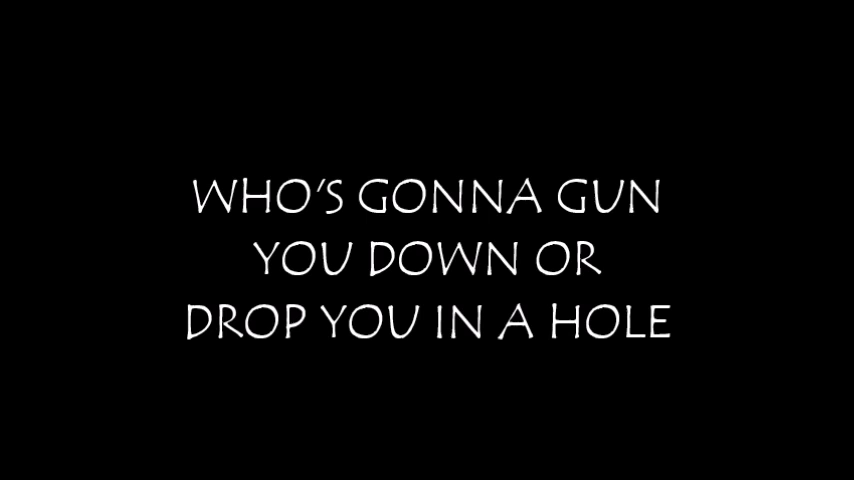 WHO'S GONNA GUN
YOU DOWN OR
DROP YOU IN A HOLE